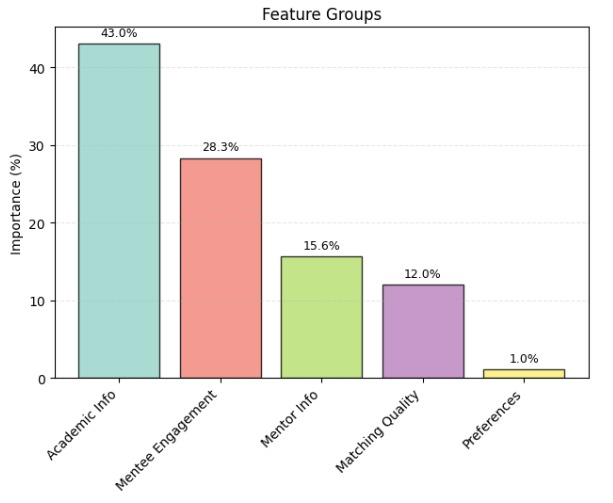 Feature Groups
Importance (%)
40
30
20
10
0
43.0%
28.3%
15.6%
12.0%
1.0%
Academic Info
Mentee Engagement
Mentor Info
Matching Quality
Preferences